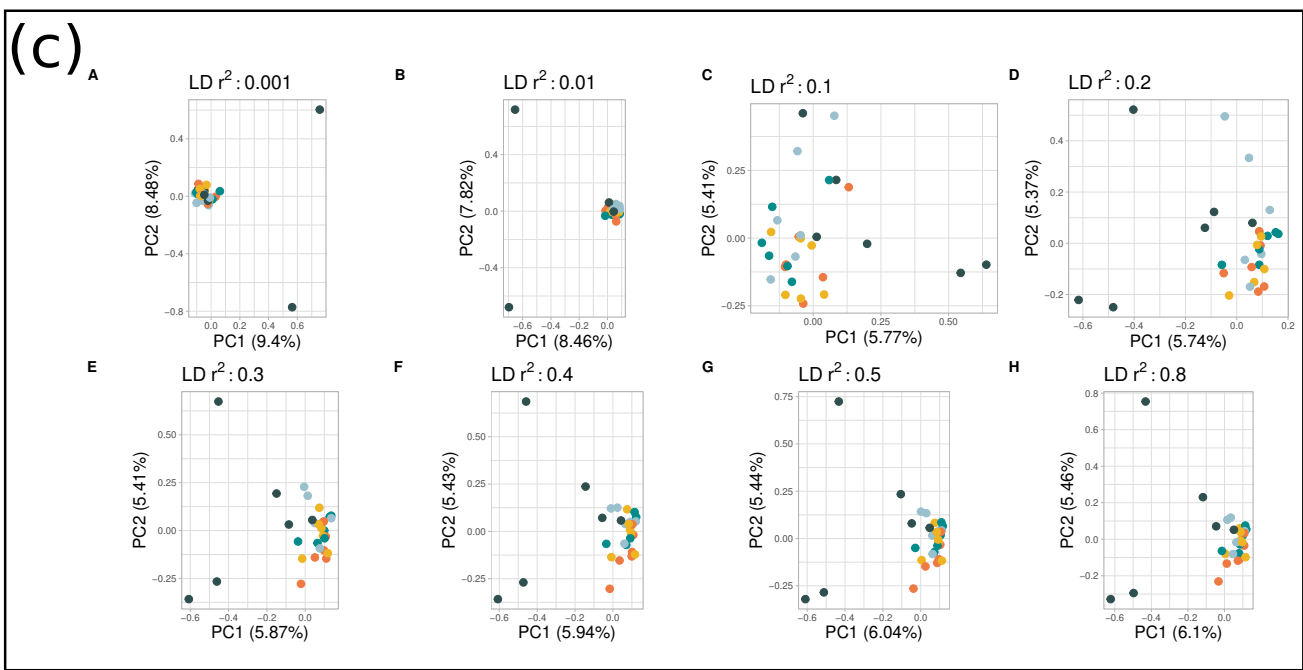 (c)
A
LD r² : 0.001
PC2 (8.48%)
0.4
0.0
−0.4
−0.8
0.0 0.2 0.4 0.6
PC1 (9.4%)
B
LD r² : 0.01
PC2 (7.82%)
0.4
0.0
−0.4
−0.6 −0.4 −0.2 0.0
PC1 (8.46%)
C
LD r² : 0.1
PC2 (5.41%)
0.25
0.00
−0.25
0.00 0.25 0.50
PC1 (5.77%)
D
LD r² : 0.2
PC2 (5.37%)
0.6
0.4
0.2
0.0
−0.2
−0.6 −0.4 −0.2 0.0 0.2
PC1 (5.74%)
E
LD r² : 0.3
PC2 (5.41%)
0.50
0.25
0.00
−0.25
−0.6 −0.4 −0.2 0.0
PC1 (5.87%)
F
LD r² : 0.4
PC2 (5.43%)
0.50
0.25
0.00
−0.25
−0.6 −0.4 −0.2 0.0
PC1 (5.94%)
G
LD r² : 0.5
PC2 (5.44%)
0.75
0.50
0.25
0.00
−0.25
−0.6 −0.4 −0.2 0.0
PC1 (6.04%)
H
LD r² : 0.8
PC2 (5.46%)
0.8
0.6
0.4
0.2
0.0
−0.2
−0.6 −0.4 −0.2 0.0
PC1 (6.1%)